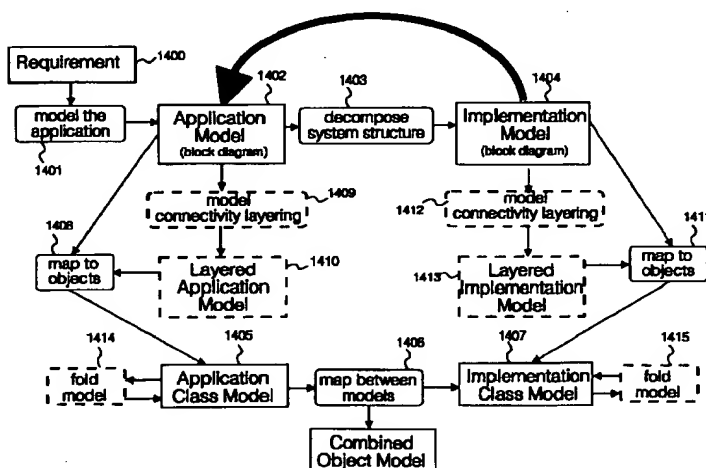 1400
Requirement
1402
1403
1404
model the
application
1401
Application
Model
(block diagram)
decompose
system structure
Implementation
Model
(block diagram)
1409
model
connectivity layering
1412
model
connectivity layering
1408
map to
objects
1410
Layered
Application
Model
1413
Layered
Implementation
Model
1411
map to
objects
1414
fold
model
1405
Application
Class Model
1406
map between
models
1407
Implementation
Class Model
1415
fold
model
Combined
Object Model